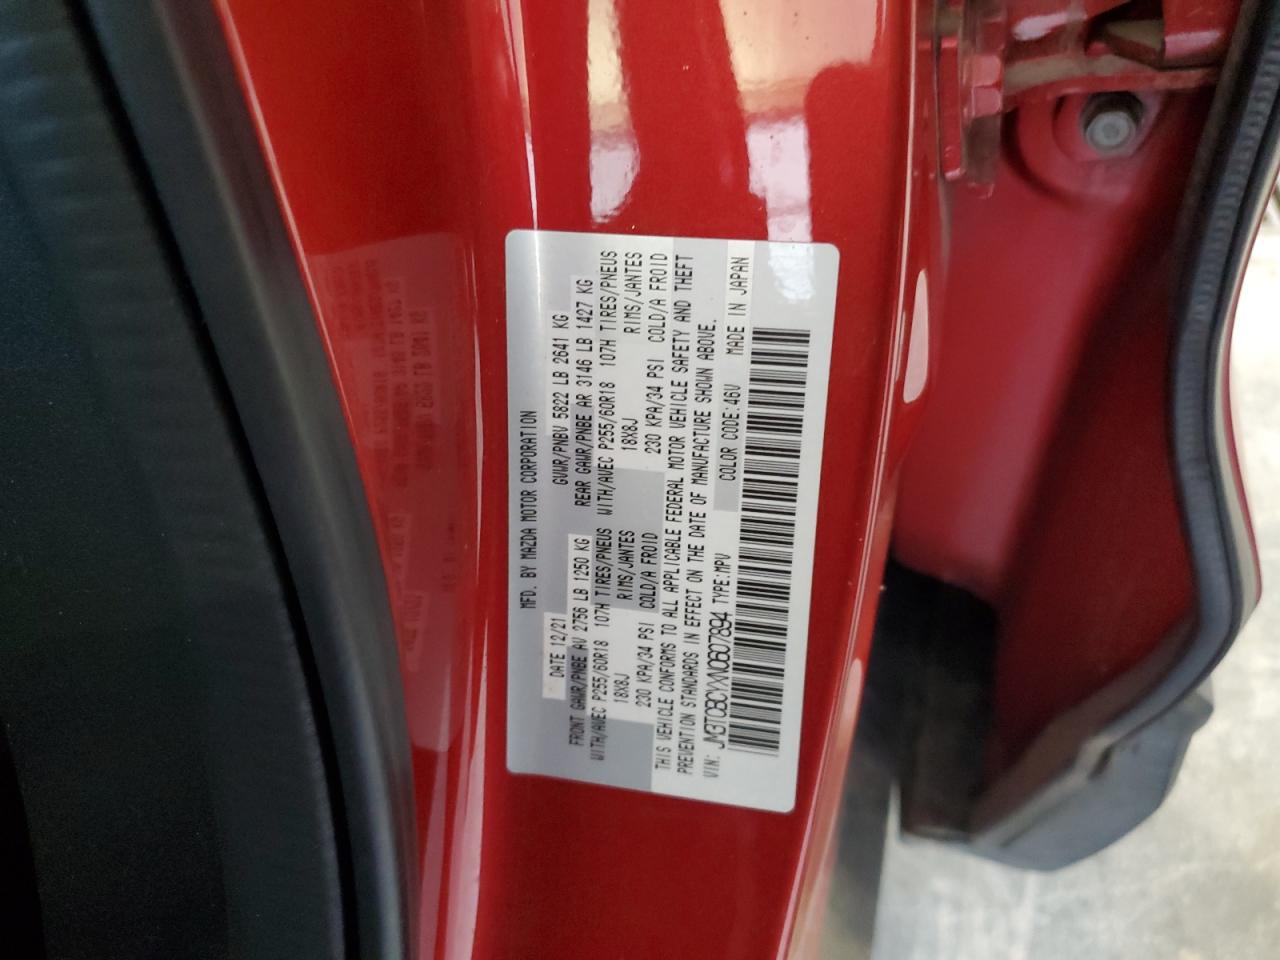 MFD. BY MAZDA MOTOR CORPORATION
DATE 12/21 GVWR/PNBV 5822 LB 2641 KG
FRONT GAWR/PNBE AV 2756 LB 1250 KG REAR GAWR/PNBE AR 3146 LB 1427 KG
WITH/AVEC P255/60R18 107H TIRES/PNEUS WITH/AVEC P255/60R18 107H TIRES/PNEUS
18X8J RIMS/JANTES 18X8J RIMS/JANTES
230 KPA/34 PSI COLD/A FROID 230 KPA/34 PSI COLD/A FROID
THIS VEHICLE CONFORMS TO ALL APPLICABLE FEDERAL MOTOR VEHICLE SAFETY AND THEFT
PREVENTION STANDARDS IN EFFECT ON THE DATE OF MANUFACTURE SHOWN ABOVE.
VIN: JM3TCBCYXN0607894 TYPE:MPV COLOR CODE:46V MADE IN JAPAN